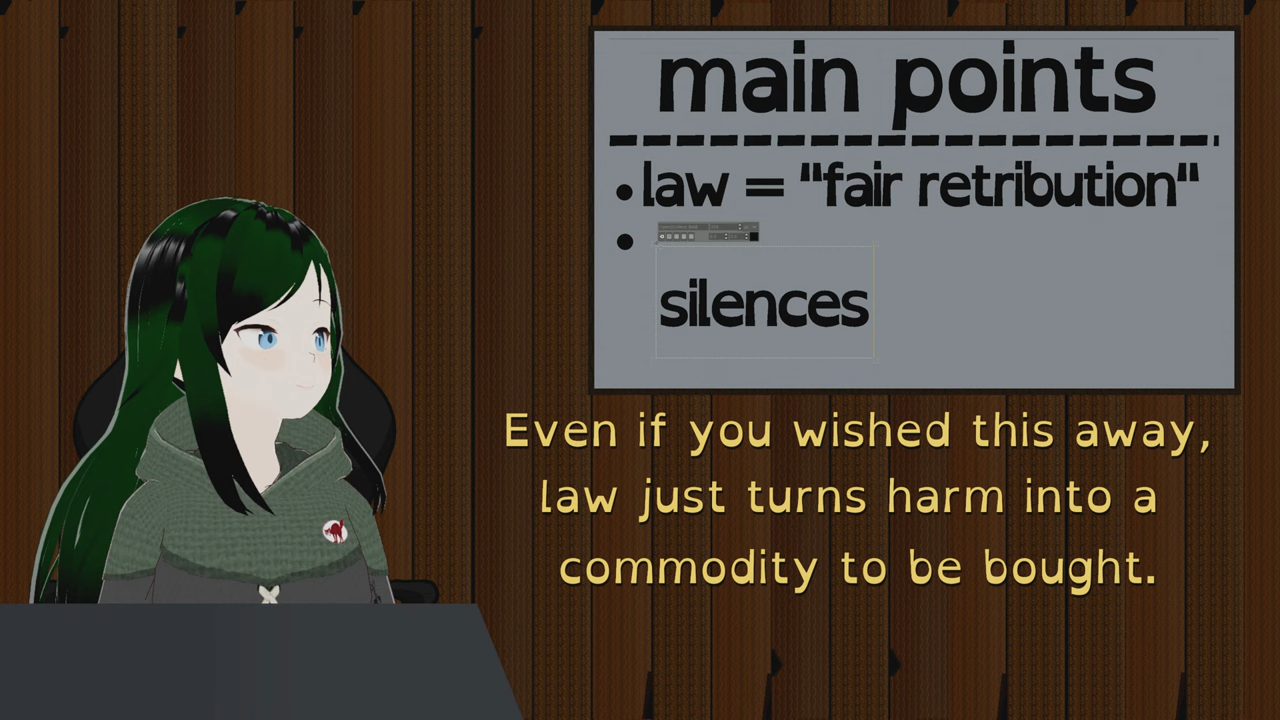 main points
• law = "fair retribution"
•
silences
Even if you wished this away,
law just turns harm into a
commodity to be bought.